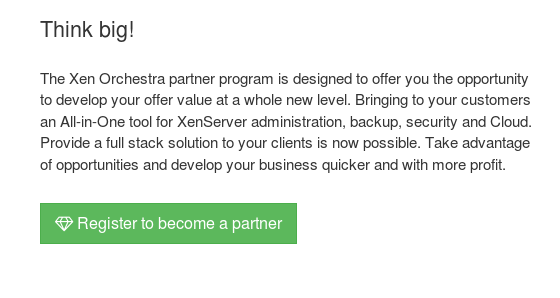 Think big!
The Xen Orchestra partner program is designed to offer you the opportunity
to develop your offer value at a whole new level. Bringing to your customers
an All-in-One tool for XenServer administration, backup, security and Cloud.
Provide a full stack solution to your clients is now possible. Take advantage
of opportunities and develop your business quicker and with more profit.
Register to become a partner